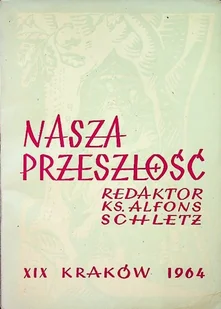 NASZA
PRZESZŁOŚĆ
REDAKTOR
KS. ALFONS
SCHLETZ
XIX KRAKÓW 1964